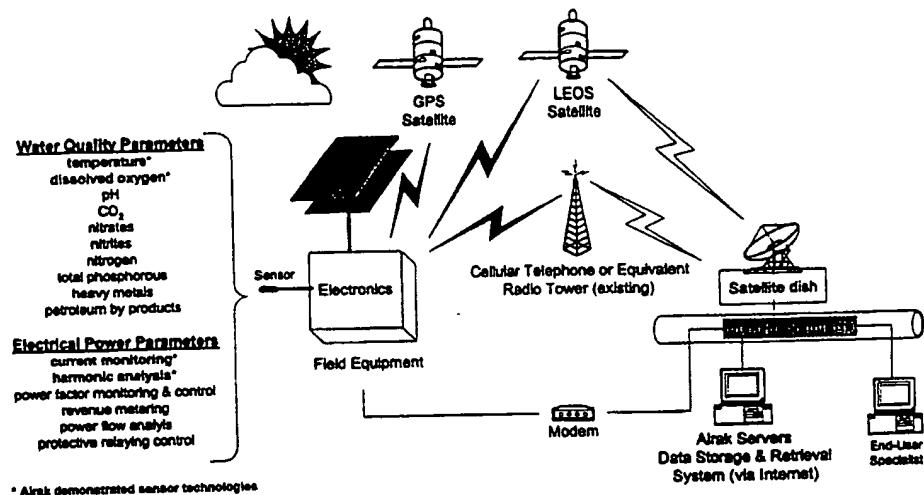 GPS
Satellite
LEOS
Satellite
Water Quality Parameters
temperature*
dissolved oxygen*
pH
CO₂
nitrates
nitrites
nitrogen
total phosphorous
heavy metals
petroleum by products
Sensor
Electronics
Field Equipment
Cellular Telephone or Equivalent
Radio Tower (existing)
Satellite dish
Electrical Power Parameters
current monitoring*
harmonic analysis*
power factor monitoring & control
revenue metering
power flow analyis
protective relaying control
Modem
Airak Servers
Data Storage & Retrieval
System (via Internet)
End-User
Specialist
* Airak demonstrated sensor technologies